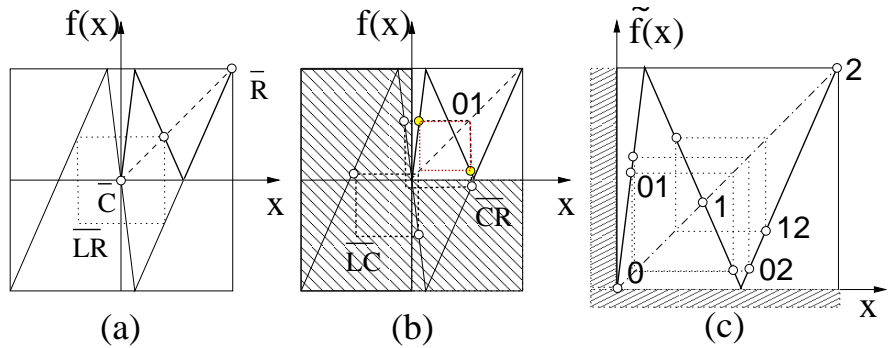 f(x)
R̅
C̅
x
L̅R̅
(a)
f(x)
01
x
C̅R̅
L̅C̅
(b)
f̃(x)
2
01
1
12
0
02
x
(c)